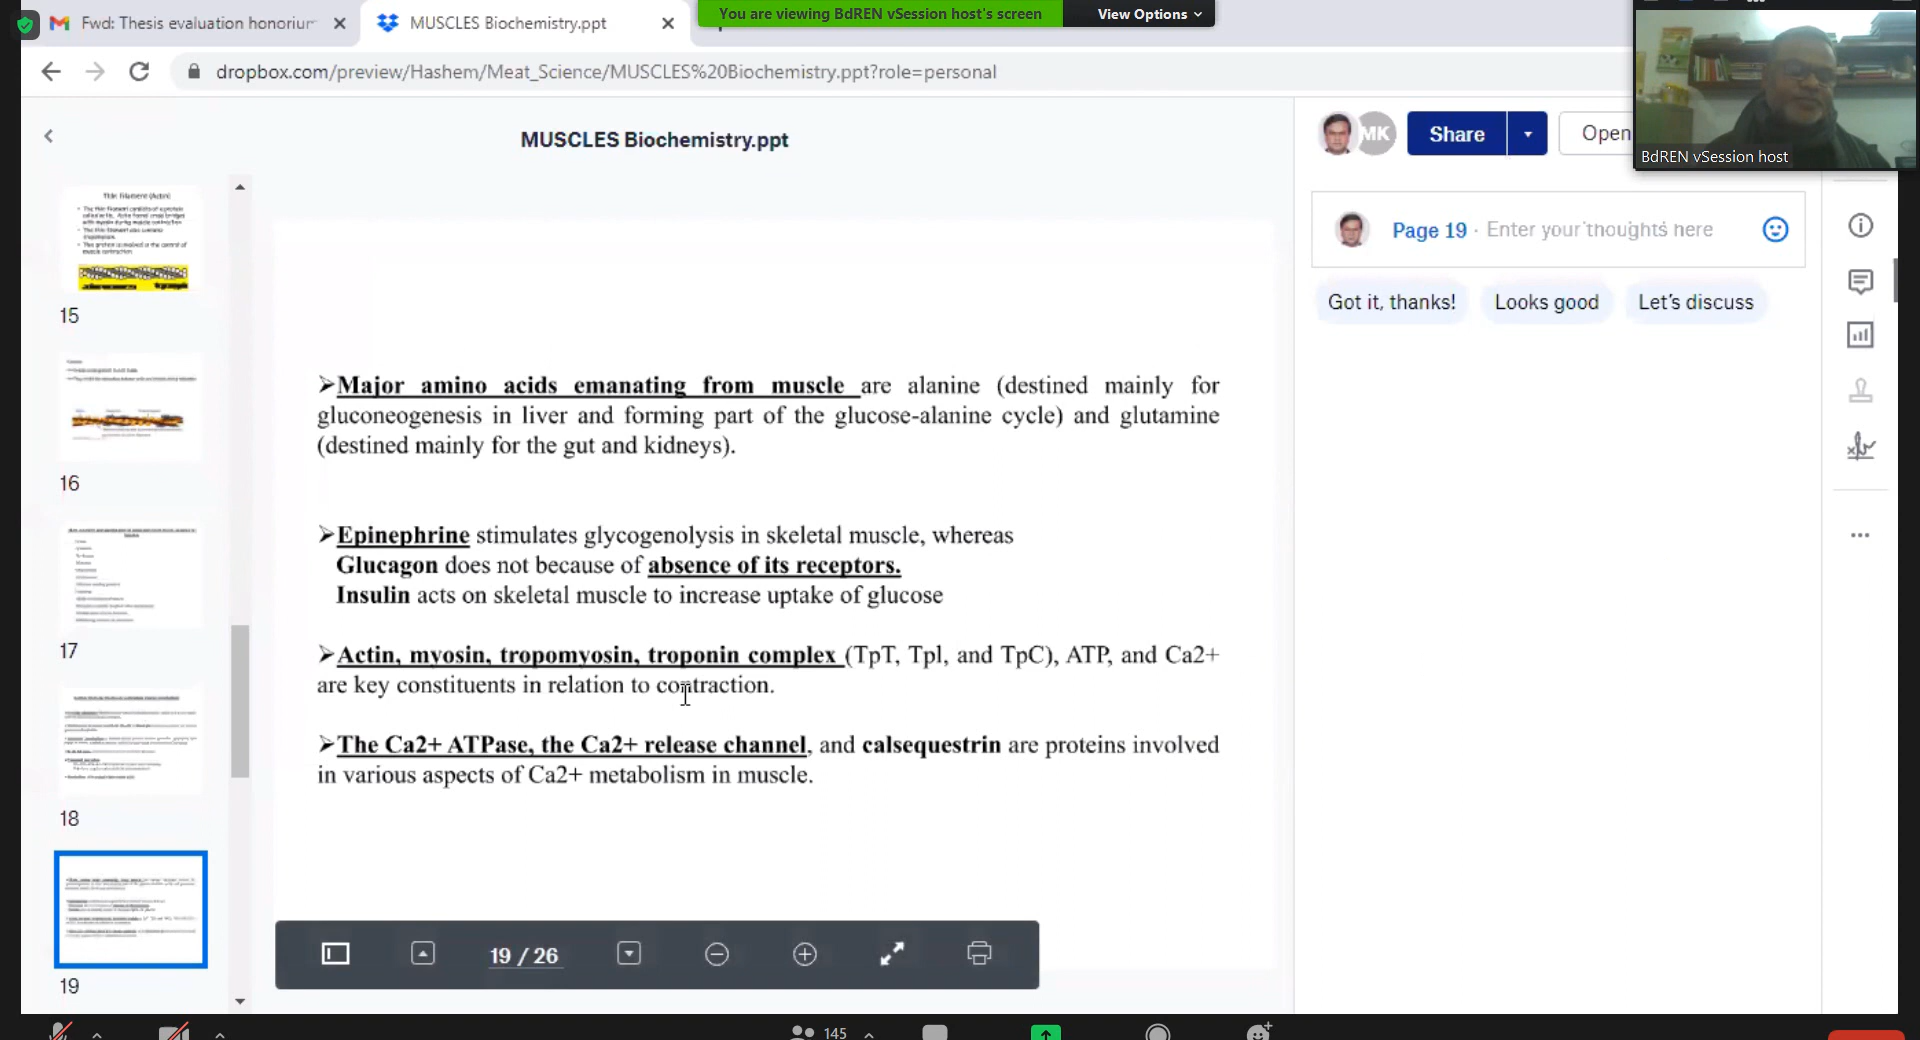 You are viewing BdREN vSession host's screen
View Options
Fwd: Thesis evaluation honorium
MUSCLES Biochemistry.ppt
dropbox.com/preview/Hashem/Meat_Science/MUSCLES%20Biochemistry.ppt?role=personal
BdREN vSession host
MUSCLES Biochemistry.ppt
MK
Share
Open
Page 19 · Enter your thoughts here
Got it, thanks!
Looks good
Let's discuss
Thin Filament (Actin)
15
16
17
18
19
➢Major amino acids emanating from muscle are alanine (destined mainly for
gluconeogenesis in liver and forming part of the glucose-alanine cycle) and glutamine
(destined mainly for the gut and kidneys).
➢Epinephrine stimulates glycogenolysis in skeletal muscle, whereas
Glucagon does not because of absence of its receptors.
Insulin acts on skeletal muscle to increase uptake of glucose
➢Actin, myosin, tropomyosin, troponin complex (TpT, Tpl, and TpC), ATP, and Ca2+
are key constituents in relation to contraction.
➢The Ca2+ ATPase, the Ca2+ release channel, and calsequestrin are proteins involved
in various aspects of Ca2+ metabolism in muscle.
19 / 26
145